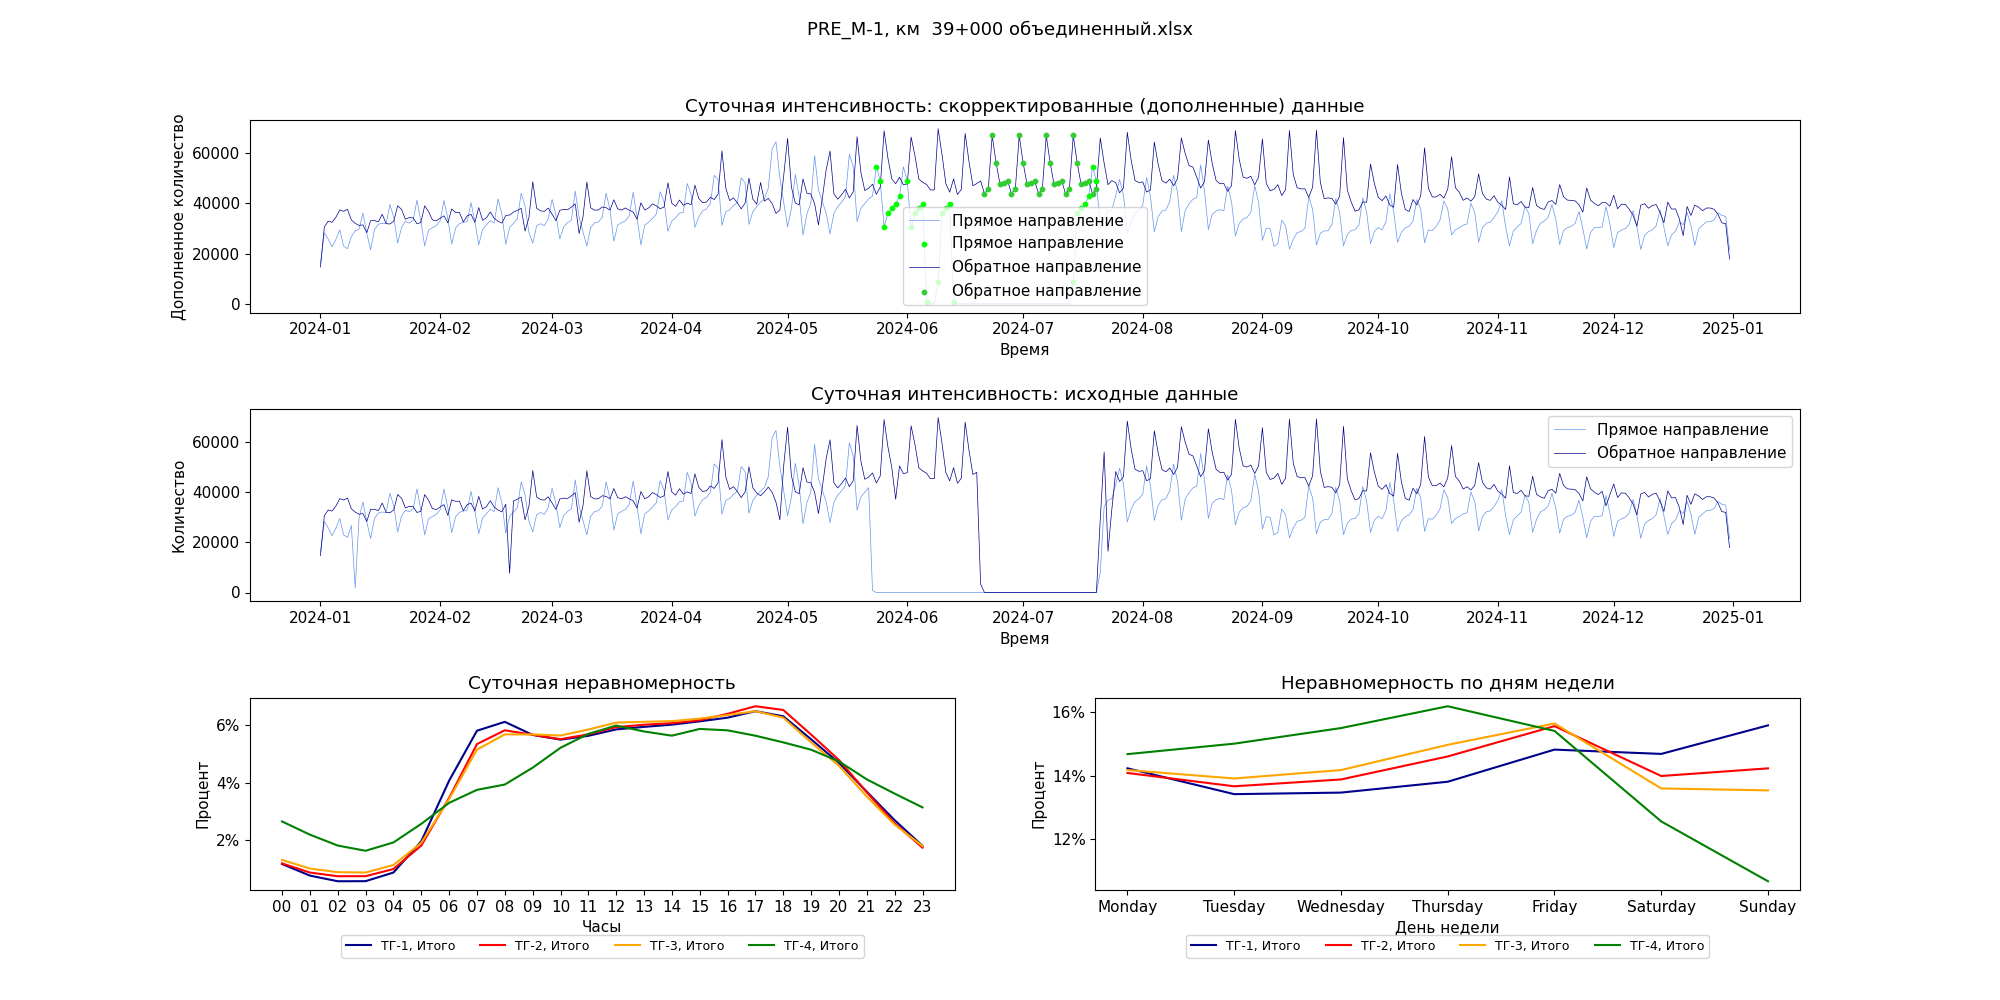 PRE_M-1, км  39+000 объединенный.xlsx
Суточная интенсивность: скорректированные (дополненные) данные
Дополненное количество
60000
40000
20000
0
Прямое направление
Прямое направление
Обратное направление
Обратное направление
2024-01 2024-02 2024-03 2024-04 2024-05 2024-06 2024-07 2024-08 2024-09 2024-10 2024-11 2024-12 2025-01
Время
Суточная интенсивность: исходные данные
Количество
60000
40000
20000
0
Прямое направление
Обратное направление
2024-01 2024-02 2024-03 2024-04 2024-05 2024-06 2024-07 2024-08 2024-09 2024-10 2024-11 2024-12 2025-01
Время
Суточная неравномерность
Процент
6%
4%
2%
00 01 02 03 04 05 06 07 08 09 10 11 12 13 14 15 16 17 18 19 20 21 22 23
Часы
ТГ-1, Итого ТГ-2, Итого ТГ-3, Итого ТГ-4, Итого
Неравномерность по дням недели
Процент
16%
14%
12%
Monday Tuesday Wednesday Thursday Friday Saturday Sunday
День недели
ТГ-1, Итого ТГ-2, Итого ТГ-3, Итого ТГ-4, Итого